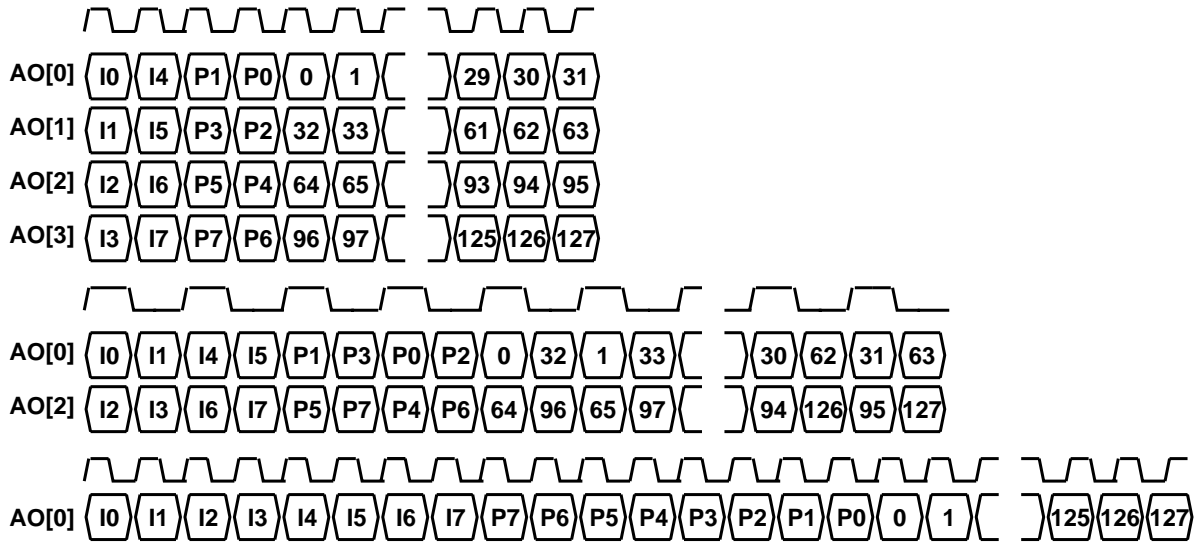 AO[0] I0 I4 P1 P0 0 1 29 30 31
AO[1] I1 I5 P3 P2 32 33 61 62 63
AO[2] I2 I6 P5 P4 64 65 93 94 95
AO[3] I3 I7 P7 P6 96 97 125 126 127
AO[0] I0 I1 I4 I5 P1 P3 P0 P2 0 32 1 33 30 62 31 63
AO[2] I2 I3 I6 I7 P5 P7 P4 P6 64 96 65 97 94 126 95 127
AO[0] I0 I1 I2 I3 I4 I5 I6 I7 P7 P6 P5 P4 P3 P2 P1 P0 0 1 125 126 127